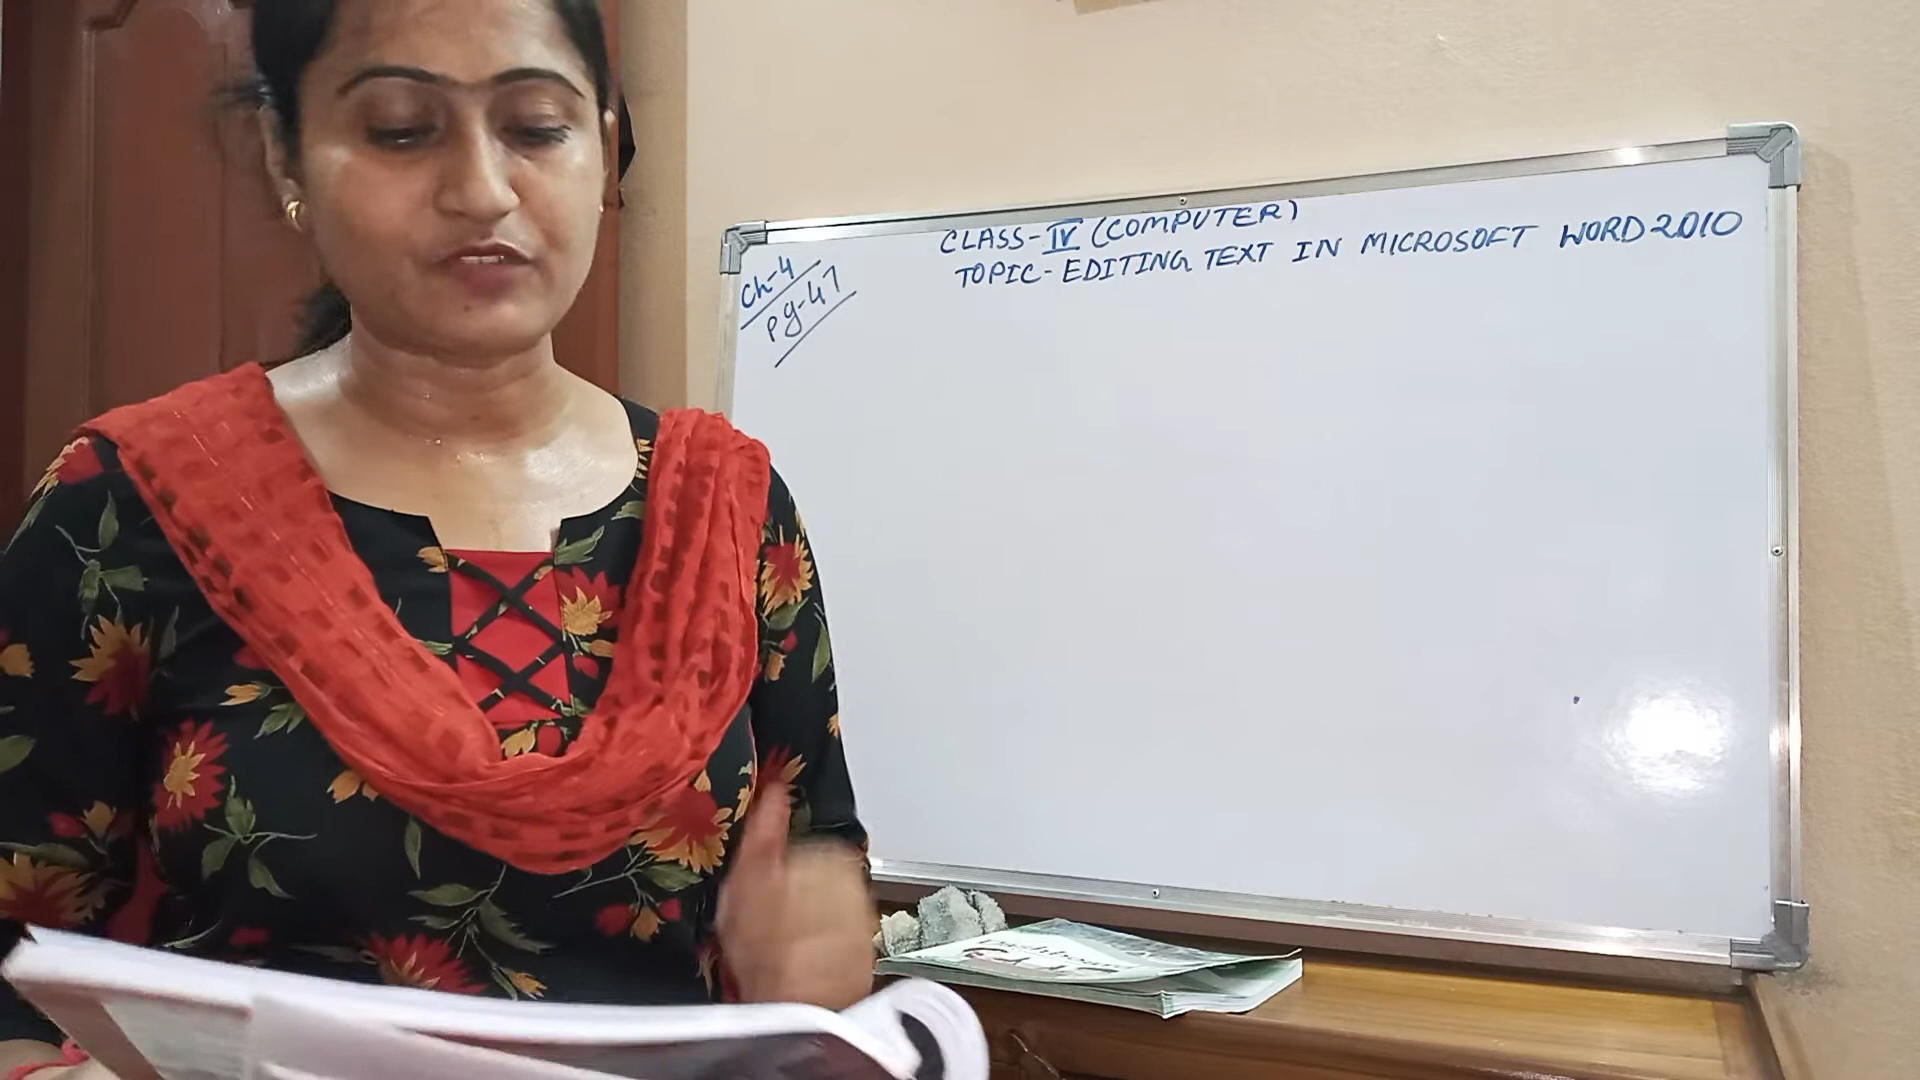 CLASS-IV (COMPUTER)
TOPIC-EDITING TEXT IN MICROSOFT WORD 2010
Ch-4
Pg-47